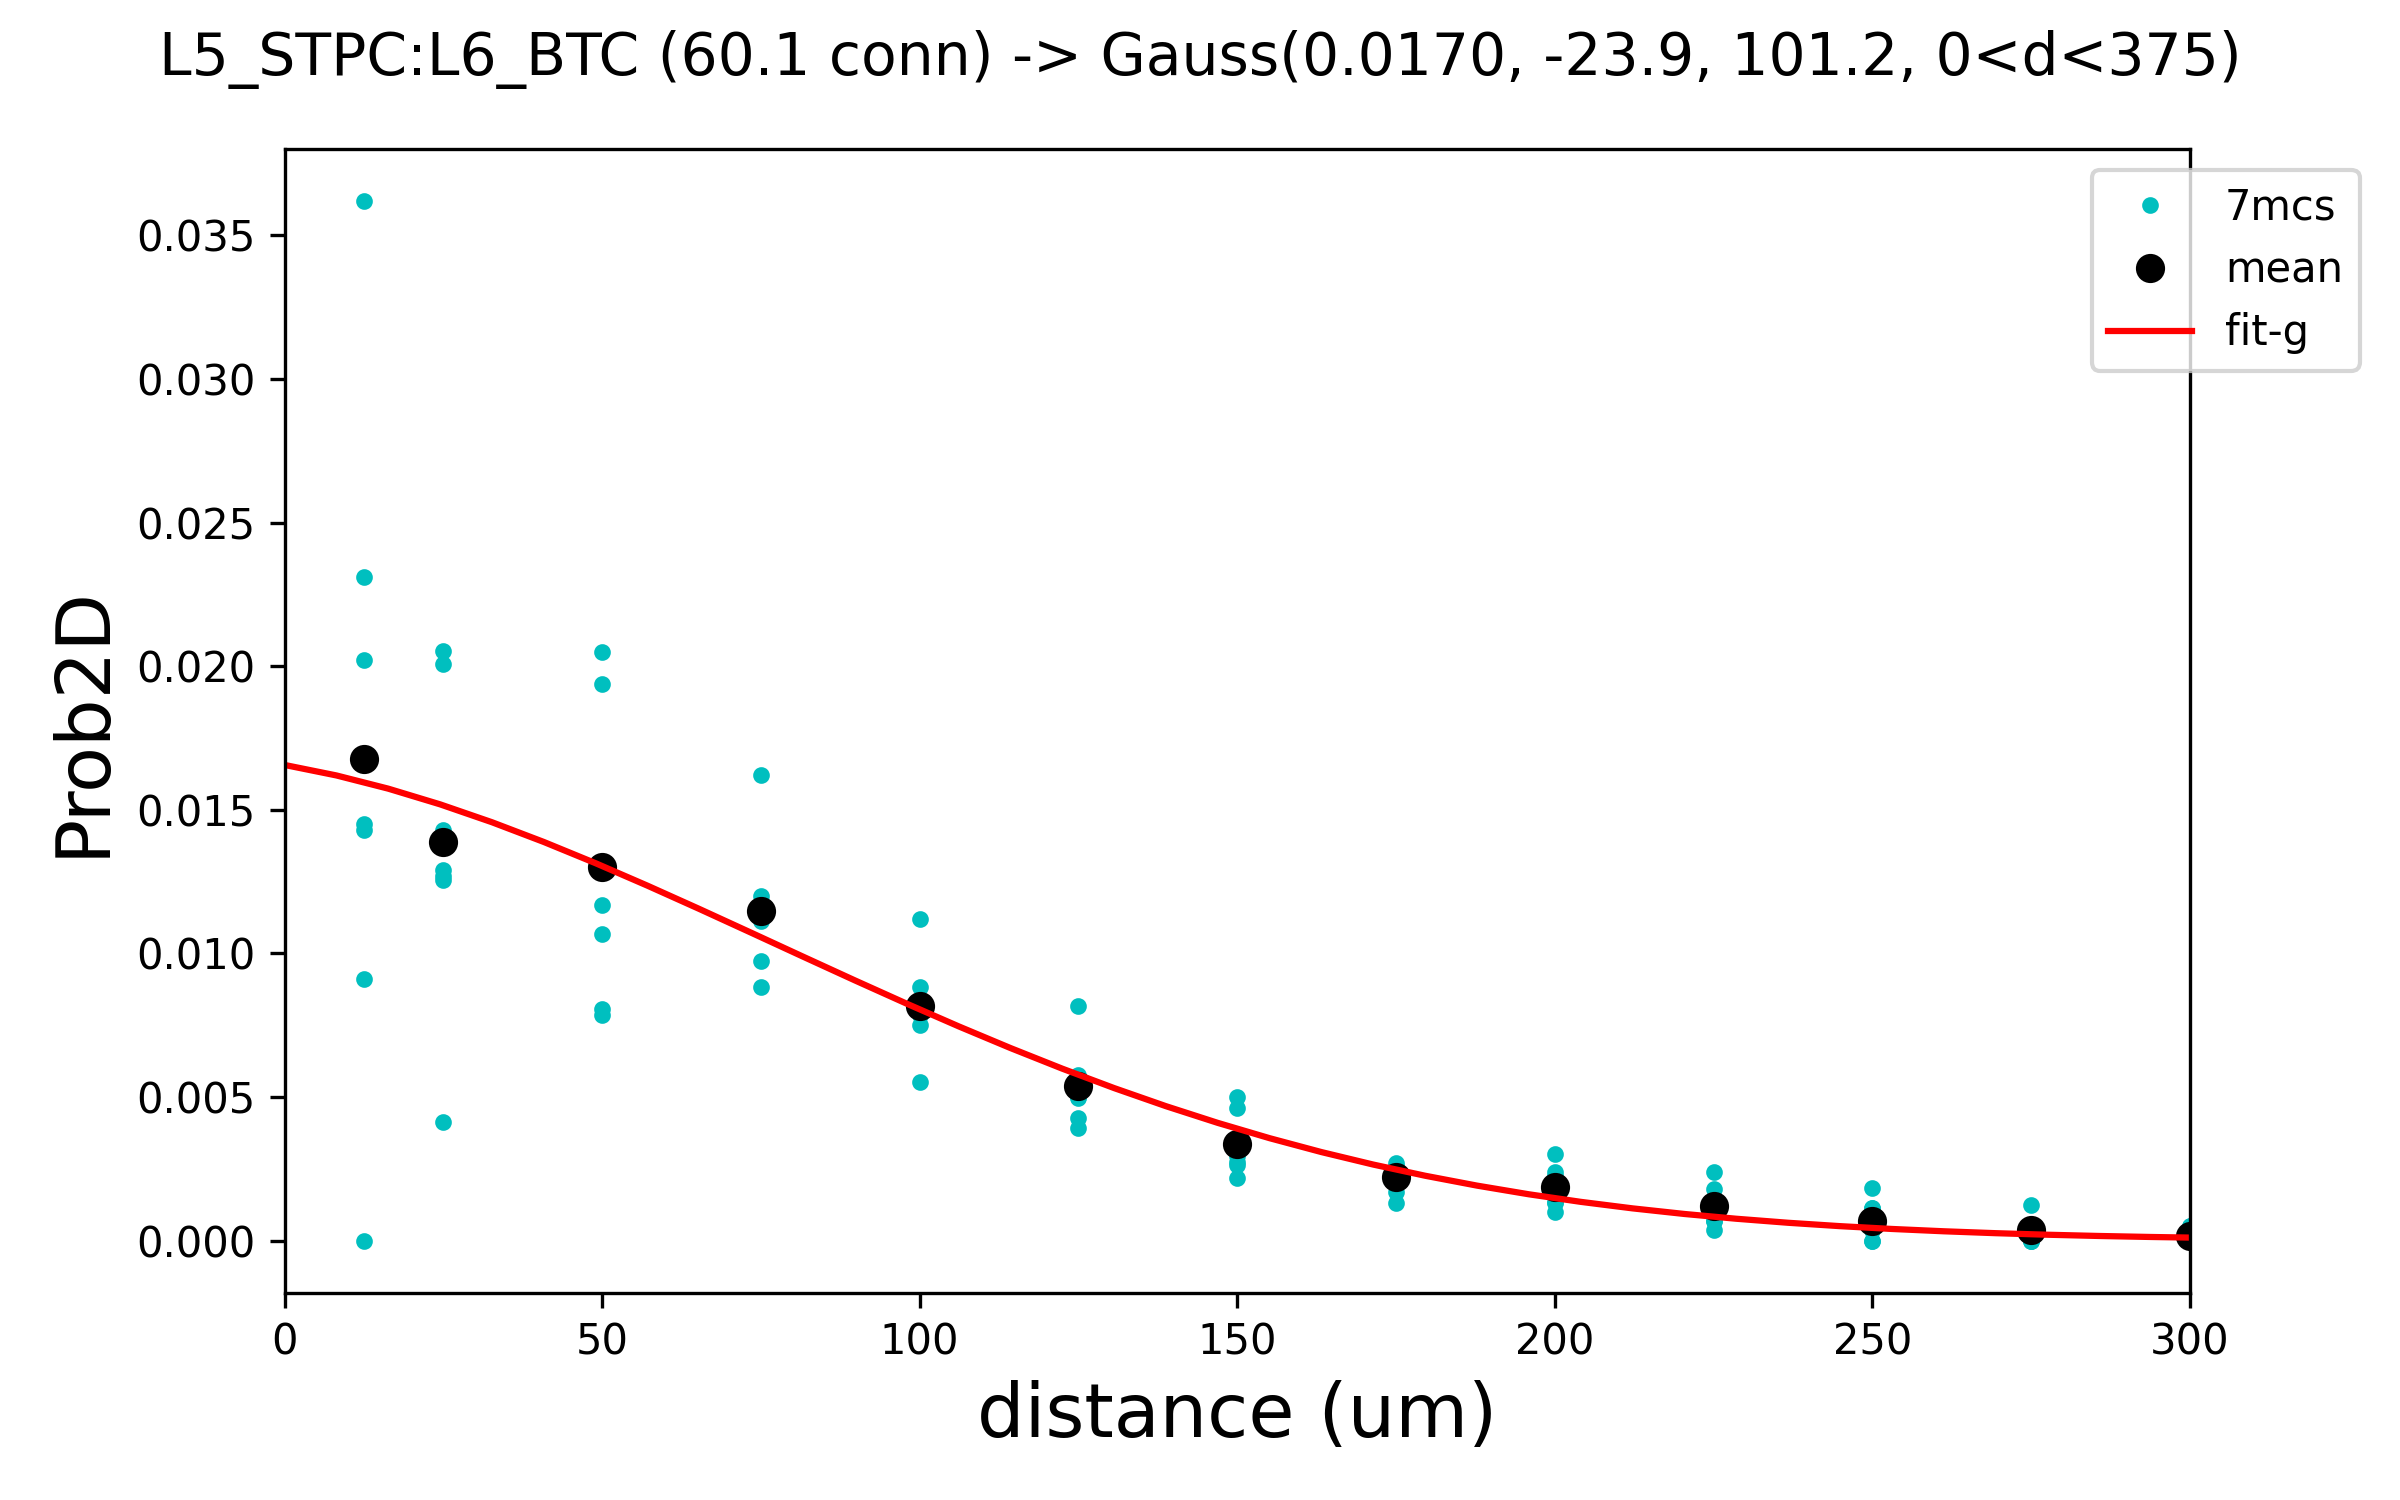 L5_STPC:L6_BTC (60.1 conn) -> Gauss(0.0170, -23.9, 101.2, 0<d<375)
7mcs
mean
fit-g
0.035
0.030
0.025
0.020
0.015
0.010
0.005
0.000
Prob2D
0 50 100 150 200 250 300
distance (um)